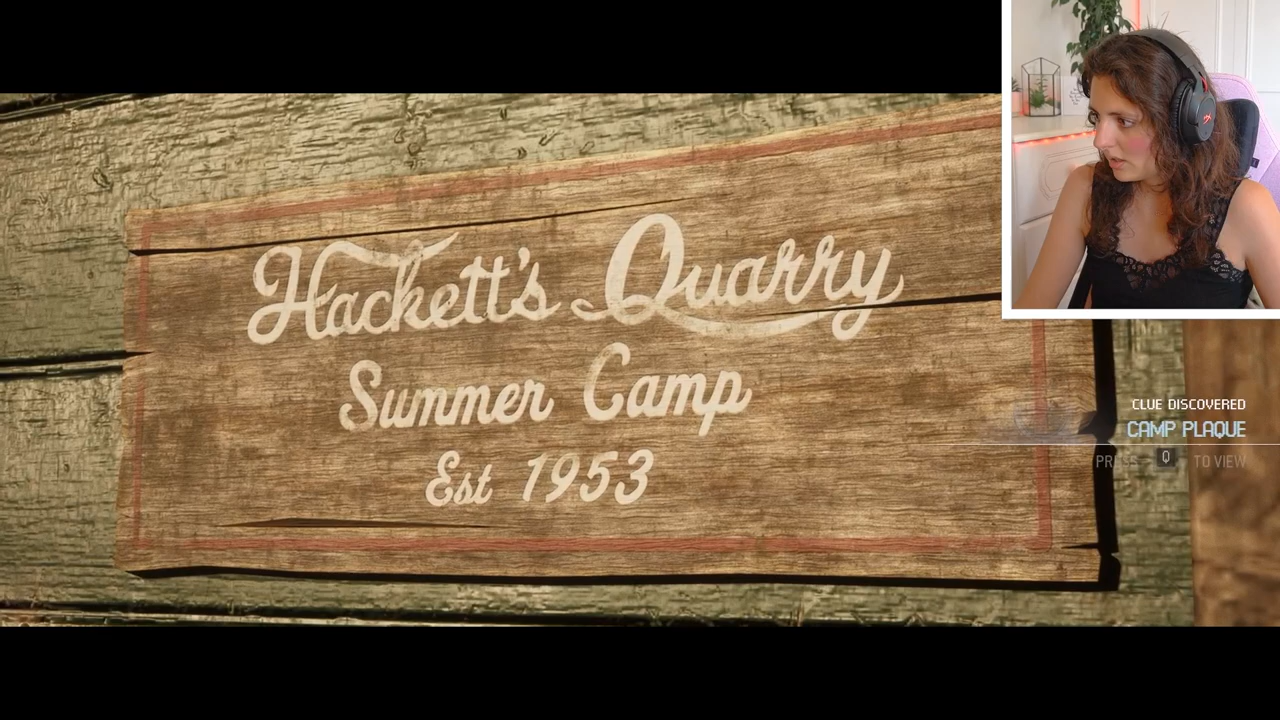 Hackett's Quarry
Summer Camp
Est 1953
CLUE DISCOVERED
CAMP PLAQUE
PRESS Q TO VIEW